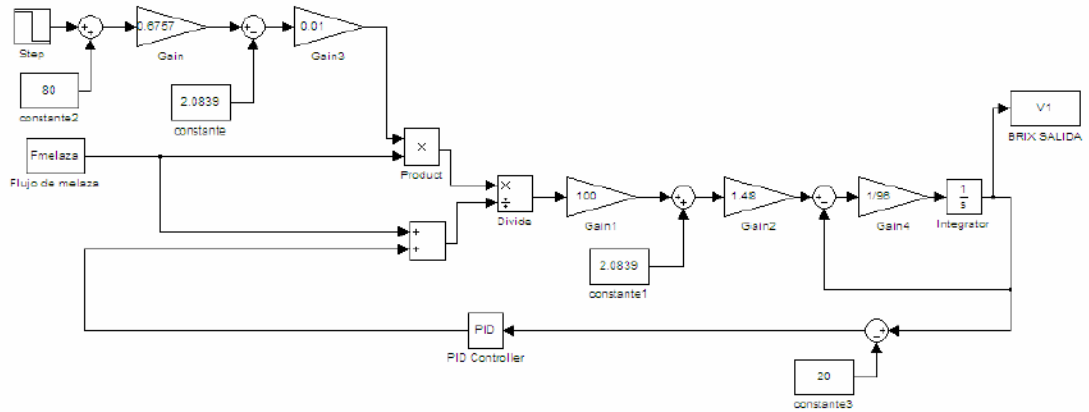 Step
80
constante2
0.6757
Gain
2.0839
constante
0.01
Gain3
Fmelaza
Flujo de melaza
×
Product
×
÷
Divide
100
Gain1
2.0839
constante1
1.48
Gain2
1/96
Gain4
1
s
Integrator
V1
BRIX SALIDA
PID
PID Controller
20
constante3